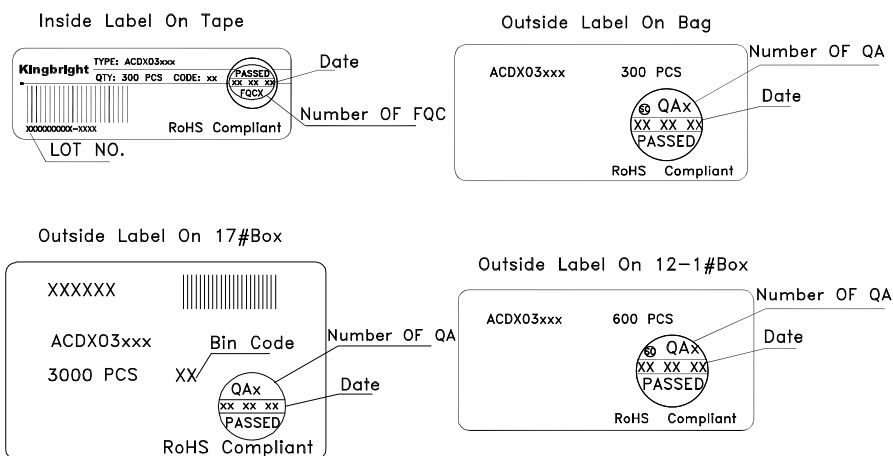 Inside Label On Tape
Kingbright
TYPE: ACDX03xxx
QTY: 300 PCS CODE: xx
PASSED
XX XX XX
FQCX
Date
Number OF FQC
XXXXXXXXXX-XXXX
RoHS Compliant
LOT NO.
Outside Label On Bag
ACDX03xxx 300 PCS
Number OF QA
SC QAx
Date
XX XX XX
PASSED
RoHS Compliant
Outside Label On 17#Box
XXXXXX
ACDX03xxx
Bin Code
Number OF QA
3000 PCS XX
QAx
Date
XX XX XX
PASSED
RoHS Compliant
Outside Label On 12-1#Box
ACDX03xxx 600 PCS
Number OF QA
SC QAx
Date
XX XX XX
PASSED
RoHS Compliant